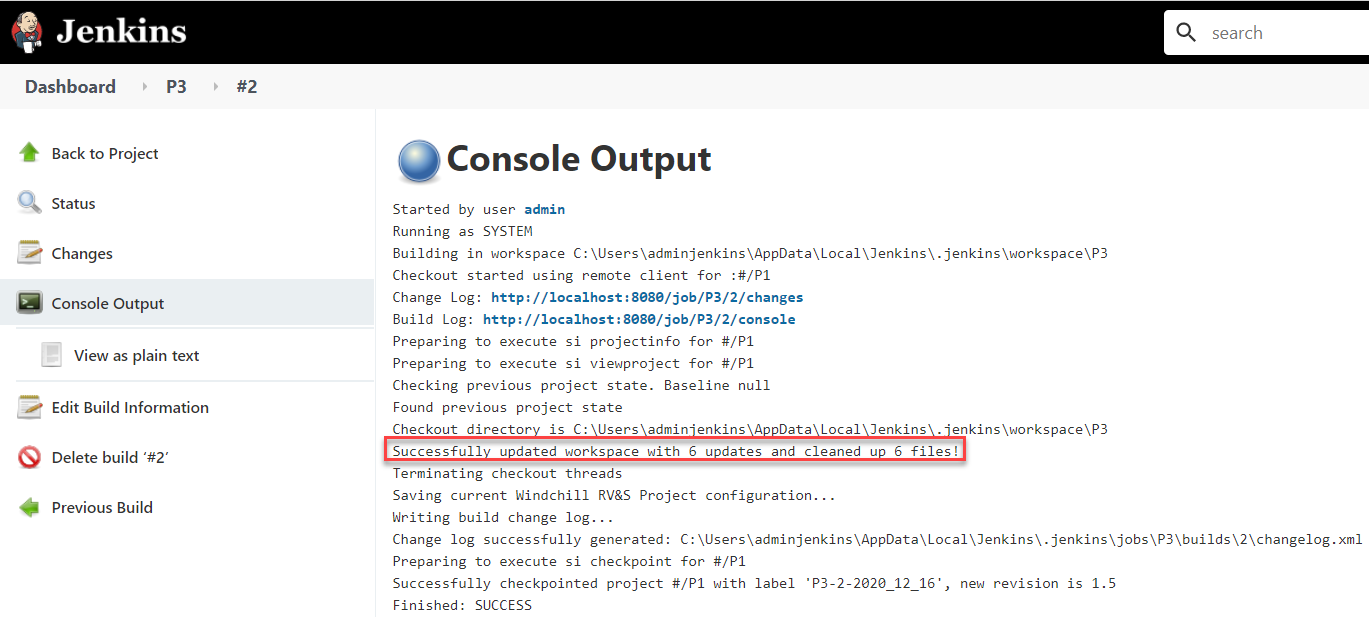 Jenkins
search
Dashboard P3 #2
Back to Project
Status
Changes
Console Output
View as plain text
Edit Build Information
Delete build ‘#2’
Previous Build
Console Output
Started by user admin
Running as SYSTEM
Building in workspace C:\Users\adminjenkins\AppData\Local\Jenkins\.jenkins\workspace\P3
Checkout started using remote client for :#/P1
Change Log: http://localhost:8080/job/P3/2/changes
Build Log: http://localhost:8080/job/P3/2/console
Preparing to execute si projectinfo for #/P1
Preparing to execute si viewproject for #/P1
Checking previous project state. Baseline null
Found previous project state
Checkout directory is C:\Users\adminjenkins\AppData\Local\Jenkins\.jenkins\workspace\P3
Successfully updated workspace with 6 updates and cleaned up 6 files!
Terminating checkout threads
Saving current Windchill RV&S Project configuration...
Writing build change log...
Change log successfully generated: C:\Users\adminjenkins\AppData\Local\Jenkins\.jenkins\jobs\P3\builds\2\changelog.xml
Preparing to execute si checkpoint for #/P1
Successfully checkpointed project #/P1 with label 'P3-2-2020_12_16', new revision is 1.5
Finished: SUCCESS